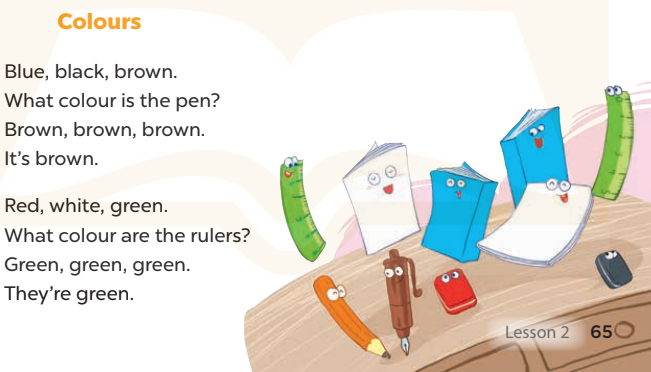 Colours
Blue, black, brown.
What colour is the pen?
Brown, brown, brown.
It's brown.
Red, white, green.
What colour are the rulers?
Green, green, green.
They're green.
Lesson 2 65